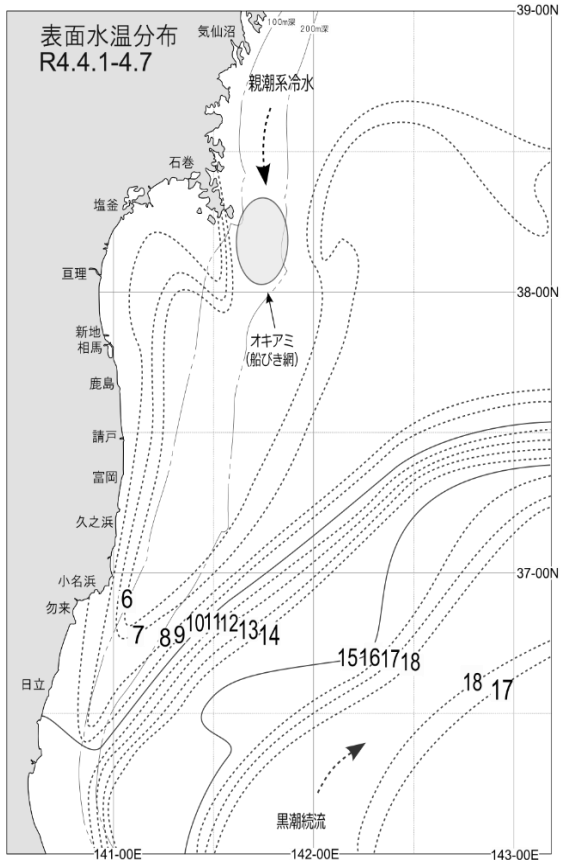 表面水温分布
R4.4.1-4.7
39-00N
気仙沼
100m深
200m深
親潮系冷水
石巻
塩釜
亘理
38-00N
オキアミ
(船びき網)
新地
相馬
鹿島
請戸
富岡
久之浜
37-00N
小名浜
勿来
6
7
8
9
10
11
12
13
14
15
16
17
18
18
17
日立
黒潮続流
141-00E
142-00E
143-00E